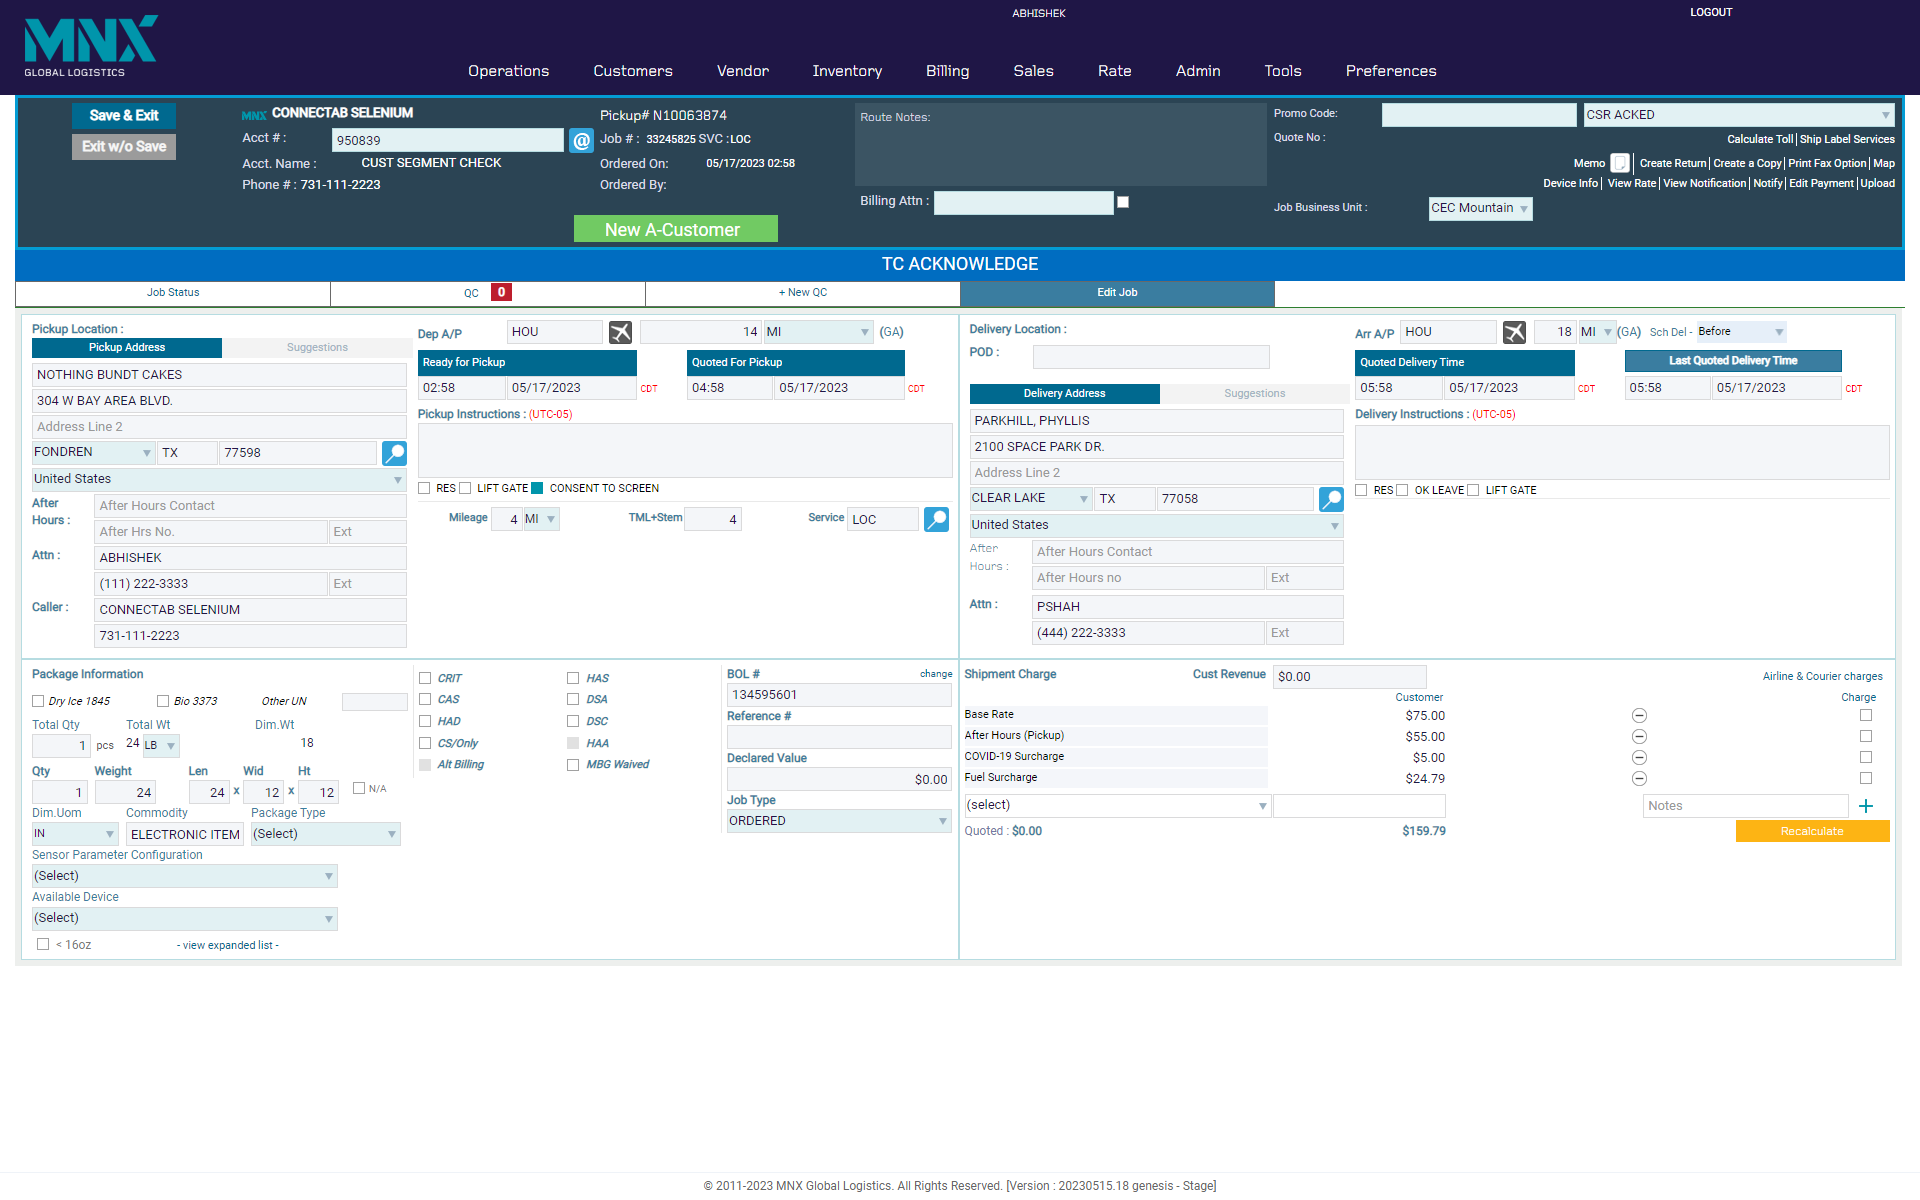 MNX
GLOBAL LOGISTICS
ABHISHEK
LOGOUT
Operations Customers Vendor Inventory Billing Sales Rate Admin Tools Preferences
Save & Exit
Exit w/o Save
MNX CONNECTAB SELENIUM
Acct # : 950839 @
Acct. Name : CUST SEGMENT CHECK
Phone # : 731-111-2223
Pickup# N10063874
Job # : 33245825 SVC :LOC
Ordered On: 05/17/2023 02:58
Ordered By:
New A-Customer
Route Notes:
Billing Attn :
Promo Code: CSR ACKED
Quote No :
Calculate Toll | Ship Label Services
Memo | Create Return | Create a Copy | Print Fax Option | Map
Device Info | View Rate | View Notification | Notify | Edit Payment | Upload
Job Business Unit : CEC Mountain
TC ACKNOWLEDGE
Job Status QC 0 + New QC Edit Job
Pickup Location :
Pickup Address Suggestions
NOTHING BUNDT CAKES
304 W BAY AREA BLVD.
Address Line 2
FONDREN TX 77598
United States
After Hours : After Hours Contact
After Hrs No. Ext
Attn : ABHISHEK
(111) 222-3333 Ext
Caller : CONNECTAB SELENIUM
731-111-2223
Dep A/P HOU 14 MI (GA)
Ready for Pickup Quoted For Pickup
02:58 05/17/2023 CDT 04:58 05/17/2023 CDT
Pickup Instructions : (UTC-05)
RES LIFT GATE CONSENT TO SCREEN
Mileage 4 MI TML+Stem 4 Service LOC
Delivery Location :
POD :
Delivery Address Suggestions
PARKHILL, PHYLLIS
2100 SPACE PARK DR.
Address Line 2
CLEAR LAKE TX 77058
United States
After Hours : After Hours Contact
After Hours no Ext
Attn : PSHAH
(444) 222-3333 Ext
Arr A/P HOU 18 MI (GA) Sch Del - Before
Quoted Delivery Time Last Quoted Delivery Time
05:58 05/17/2023 CDT 05:58 05/17/2023 CDT
Delivery Instructions : (UTC-05)
RES OK LEAVE LIFT GATE
Package Information
Dry Ice 1845 Bio 3373 Other UN
Total Qty Total Wt Dim.Wt
1 pcs 24 LB 18
Qty Weight Len Wid Ht
1 24 24 x 12 x 12 N/A
Dim.Uom Commodity Package Type
IN ELECTRONIC ITEM (Select)
Sensor Parameter Configuration
(Select)
Available Device
(Select)
< 16oz - view expanded list -
CRIT HAS
CAS DSA
HAD DSC
CS/Only HAA
Alt Billing MBG Waived
BOL # change
134595601
Reference #
Declared Value
$0.00
Job Type
ORDERED
Shipment Charge Cust Revenue $0.00 Airline & Courier charges
Customer Charge
Base Rate $75.00
After Hours (Pickup) $55.00
COVID-19 Surcharge $5.00
Fuel Surcharge $24.79
(select) Notes +
Quoted : $0.00 $159.79 Recalculate
© 2011-2023 MNX Global Logistics. All Rights Reserved. [Version : 20230515.18 genesis - Stage]